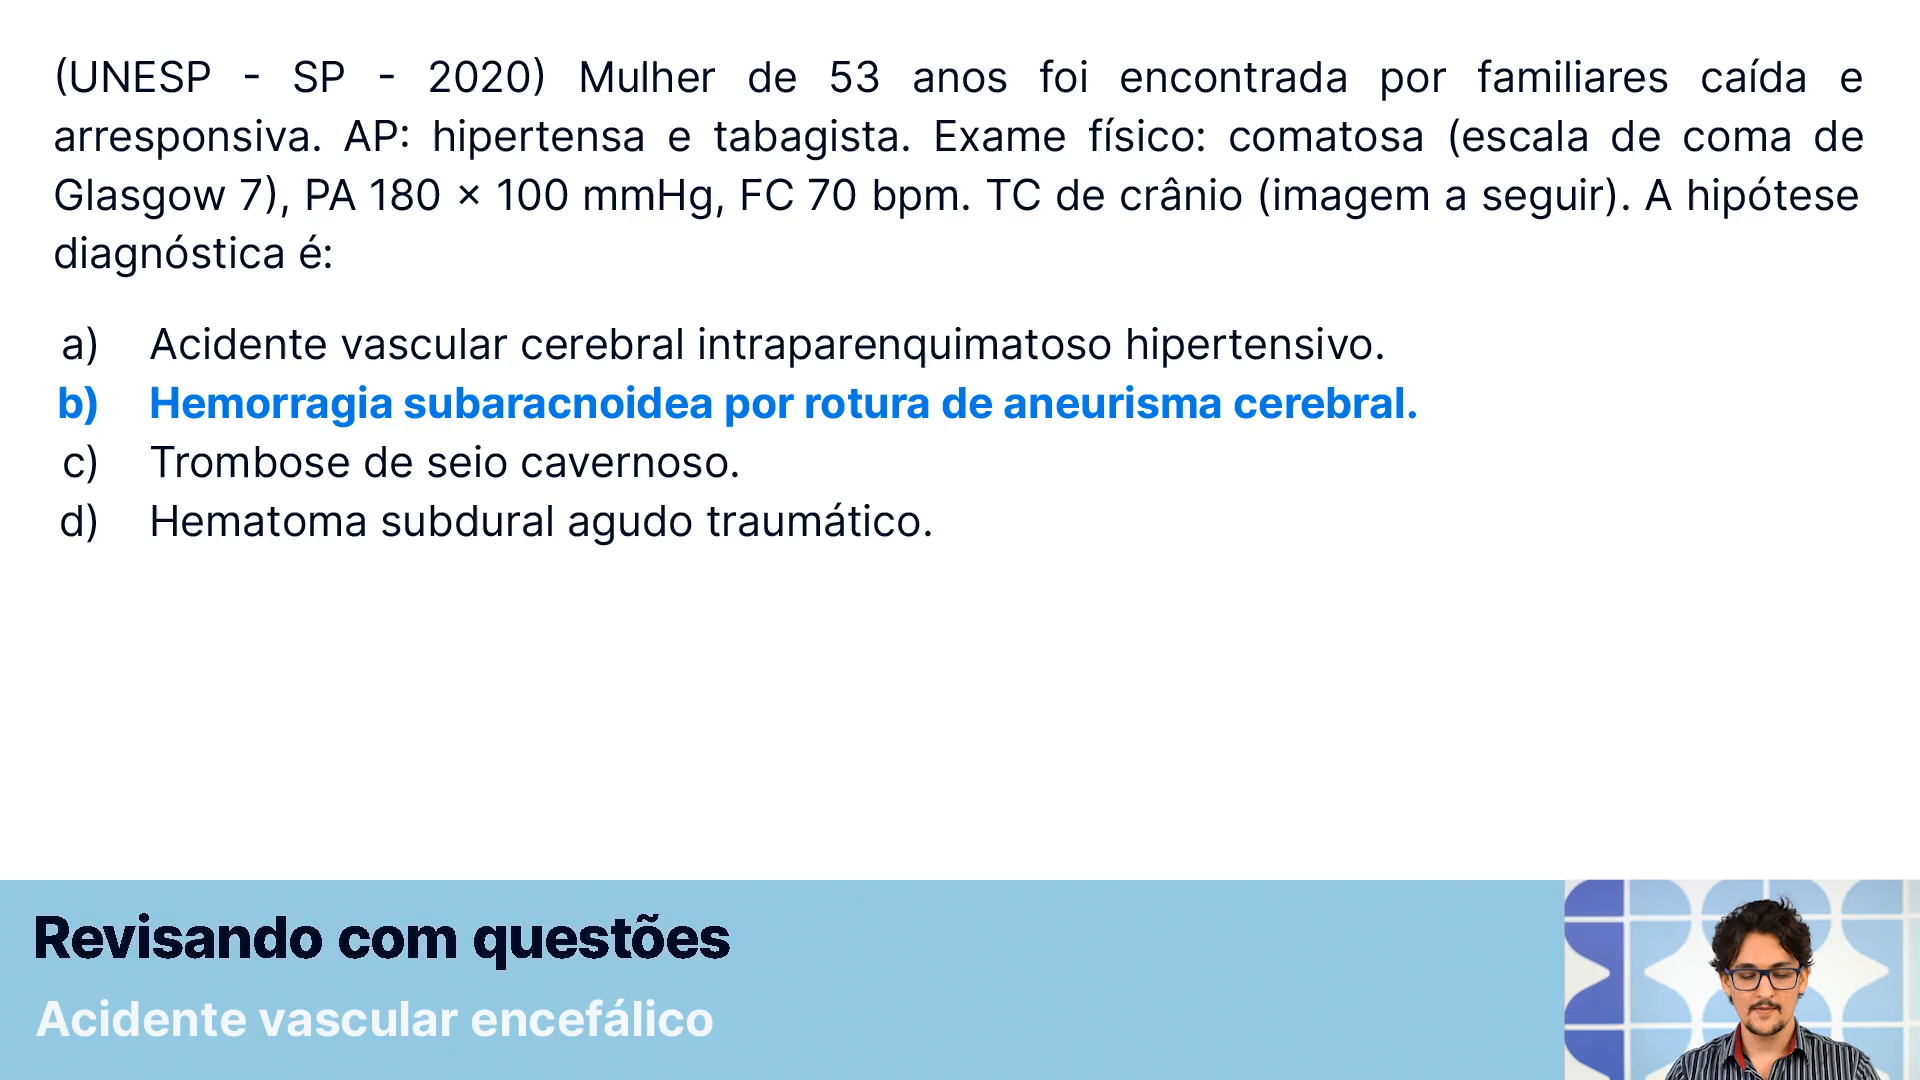 (UNESP - SP - 2020) Mulher de 53 anos foi encontrada por familiares caída e
arresponsiva. AP: hipertensa e tabagista. Exame físico: comatosa (escala de coma de
Glasgow 7), PA 180 × 100 mmHg, FC 70 bpm. TC de crânio (imagem a seguir). A hipótese
diagnóstica é:
a) Acidente vascular cerebral intraparenquimatoso hipertensivo.
b) Hemorragia subaracnoidea por rotura de aneurisma cerebral.
c) Trombose de seio cavernoso.
d) Hematoma subdural agudo traumático.
Revisando com questões
Acidente vascular encefálico